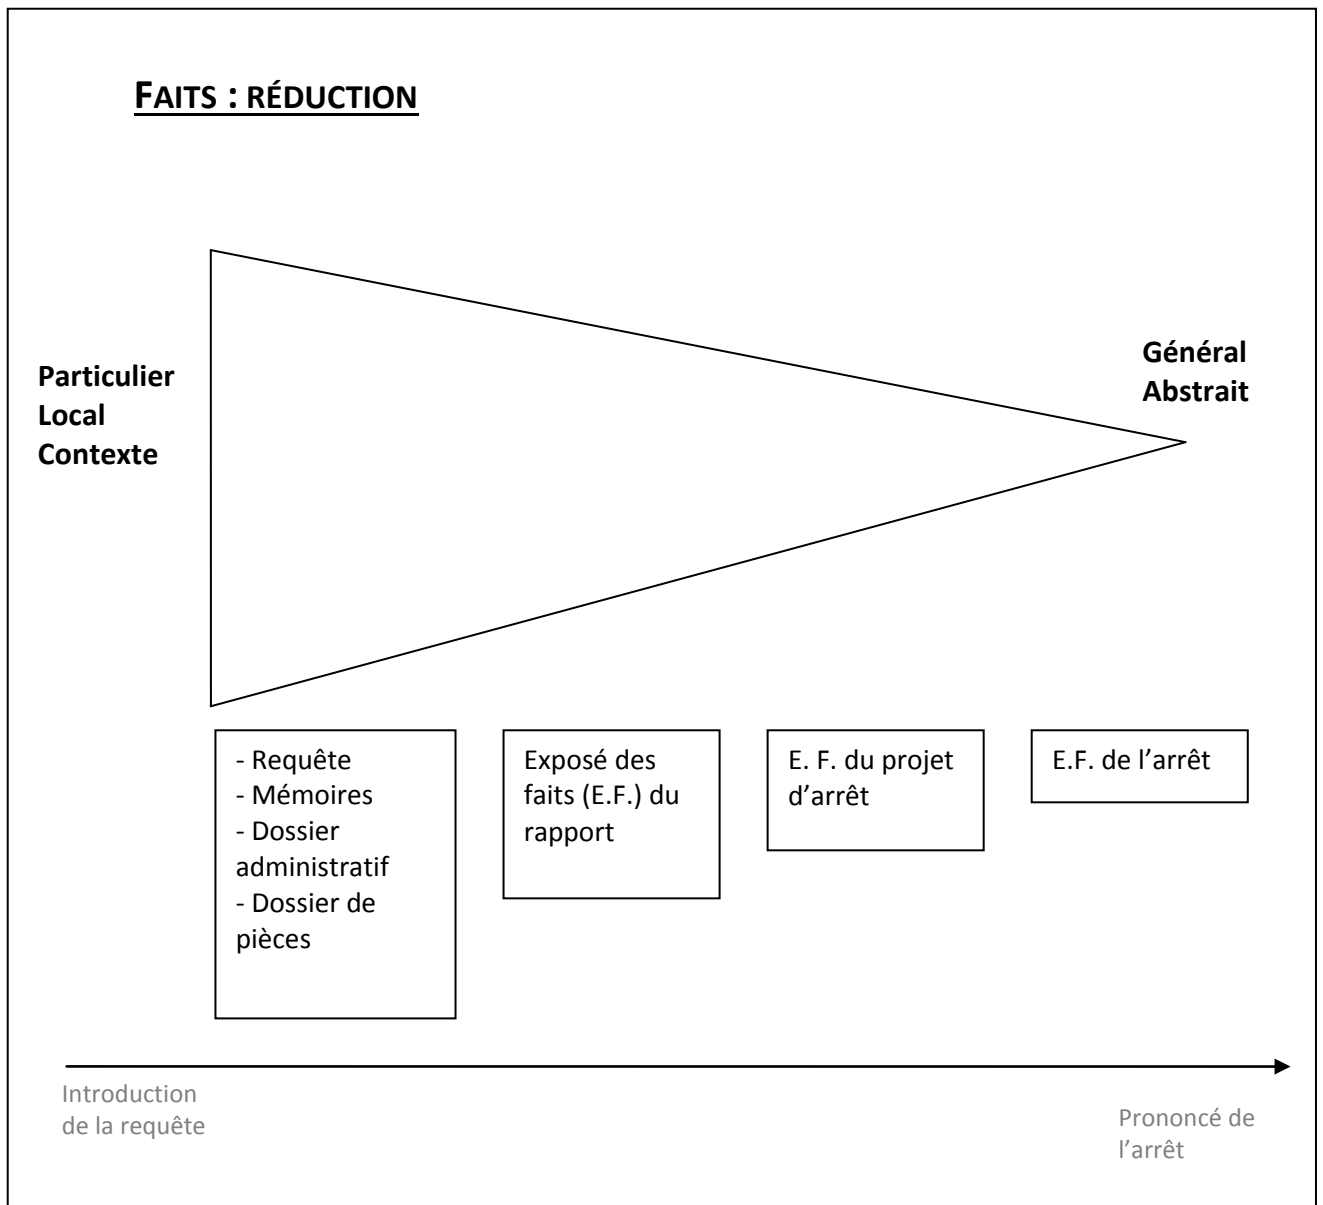 FAITS : RÉDUCTION
Particulier
Local
Contexte
Général
Abstrait
- Requête
- Mémoires
- Dossier
administratif
- Dossier de
pièces
Exposé des
faits (E.F.) du
rapport
E. F. du projet
d’arrêt
E.F. de l’arrêt
Introduction
de la requête
Prononcé de
l’arrêt